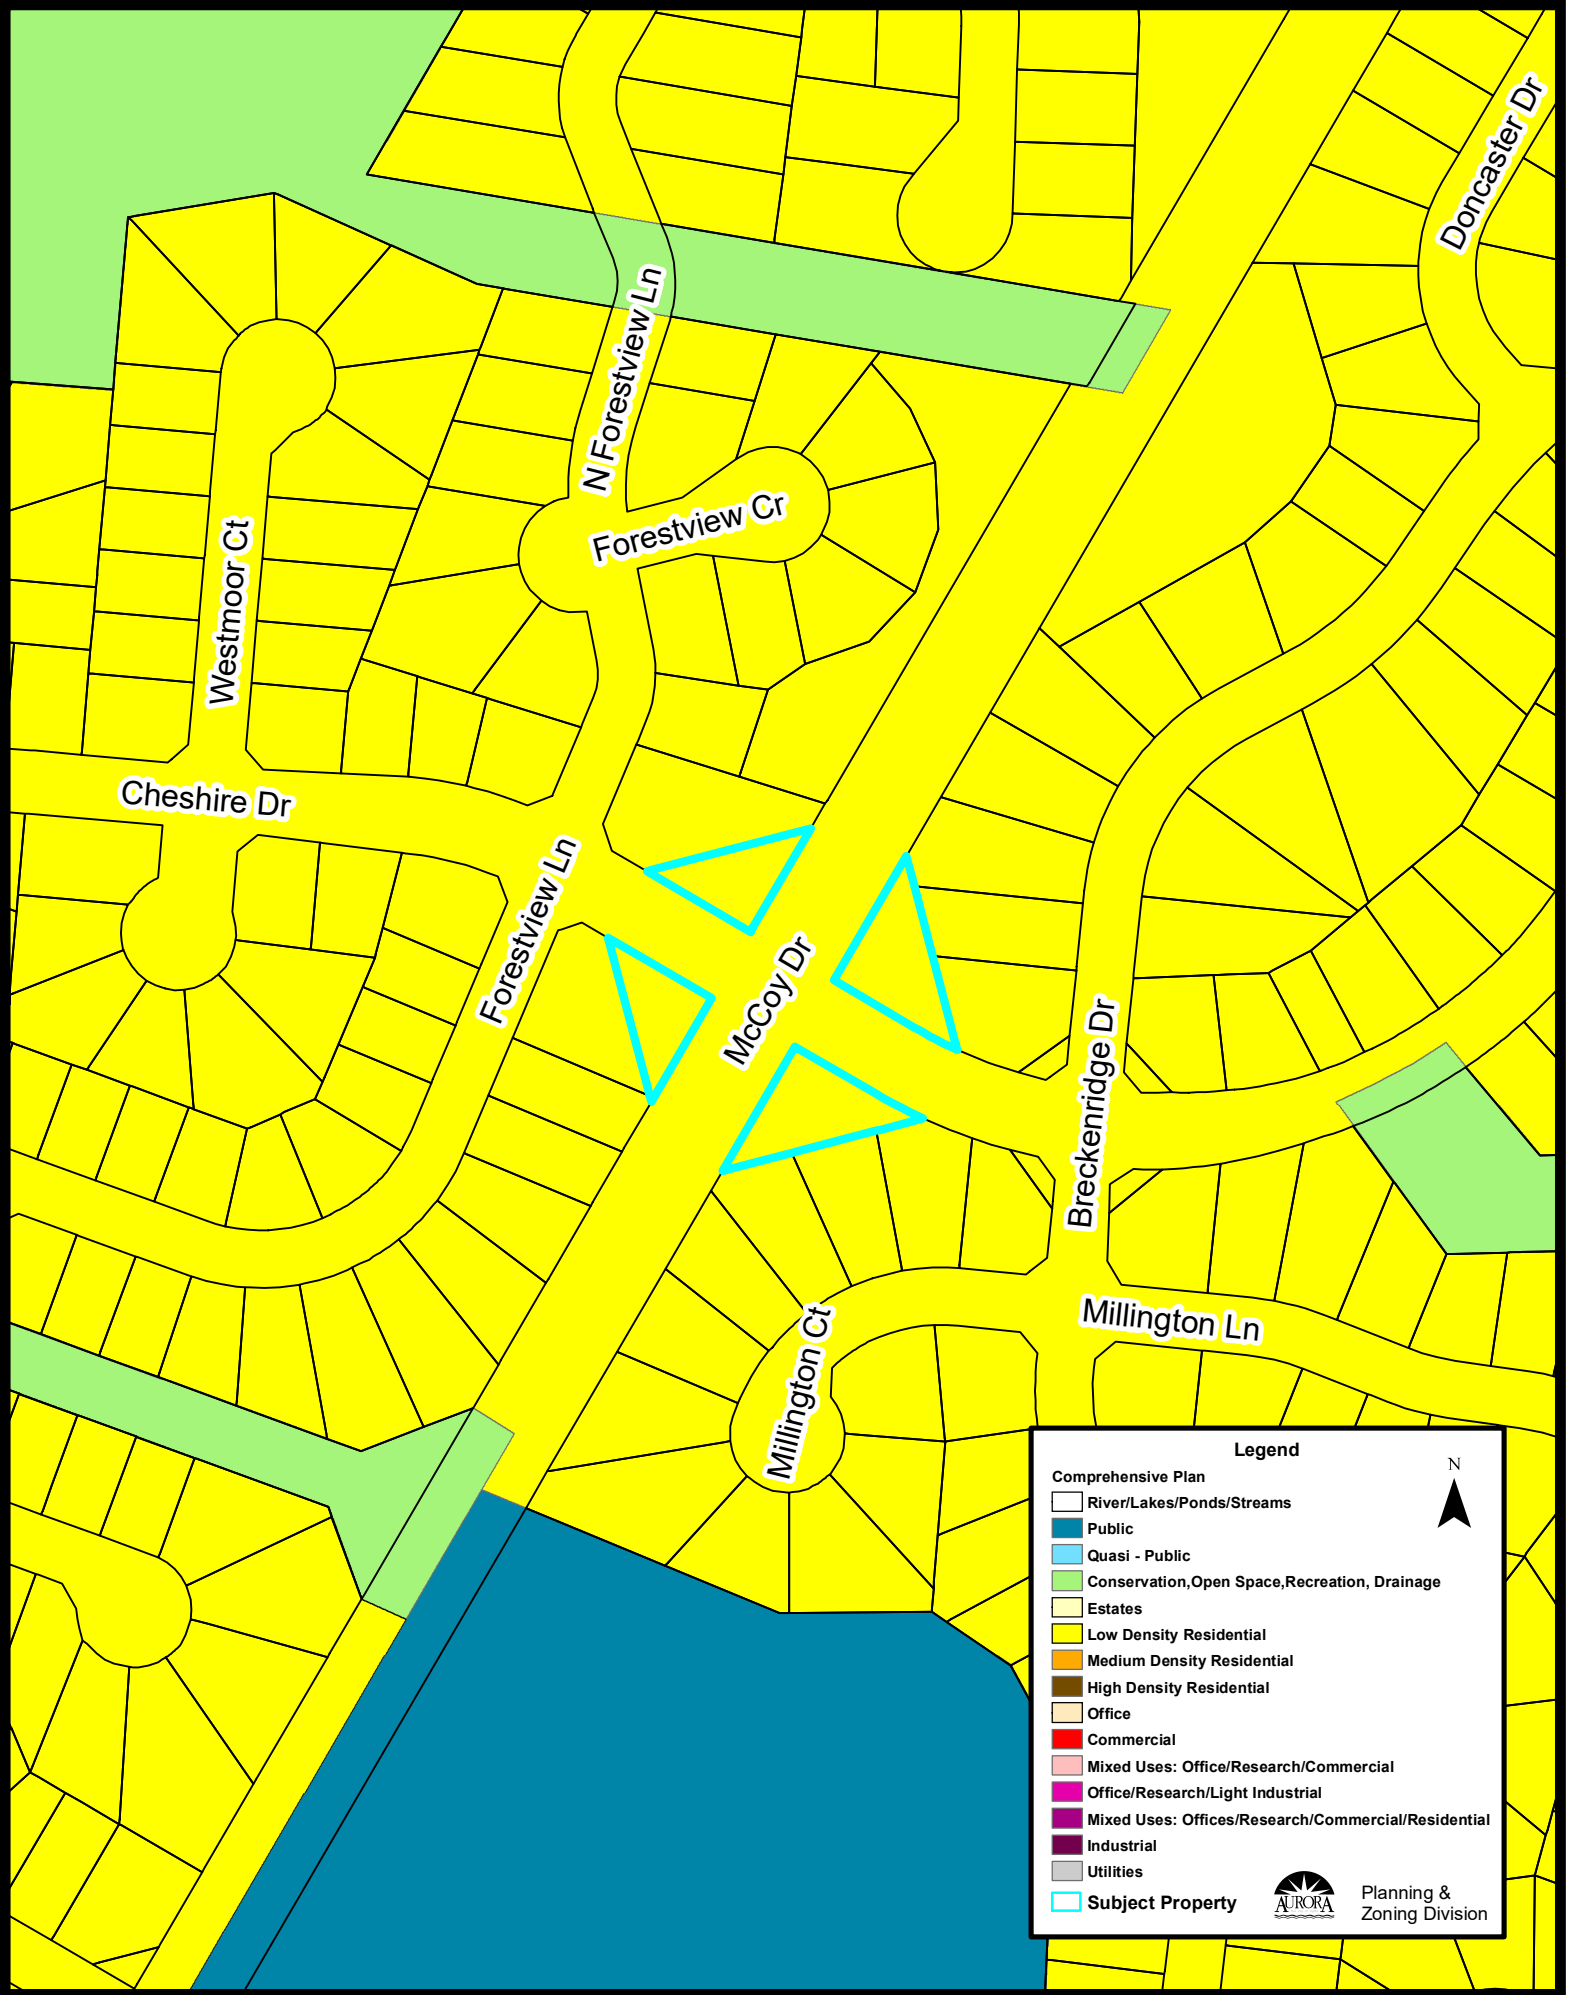 Doncaster Dr
N Forestview Ln
Forestview Cr
Westmoor Ct
Cheshire Dr
Forestview Ln
McCoy Dr
Breckenridge Dr
Millington Ln
Millington Ct
Legend
Comprehensive Plan
N
River/Lakes/Ponds/Streams
Public
Quasi - Public
Conservation,Open Space,Recreation, Drainage
Estates
Low Density Residential
Medium Density Residential
High Density Residential
Office
Commercial
Mixed Uses: Office/Research/Commercial
Office/Research/Light Industrial
Mixed Uses: Offices/Research/Commercial/Residential
Industrial
Utilities
Subject Property
AURORA
Planning &
Zoning Division